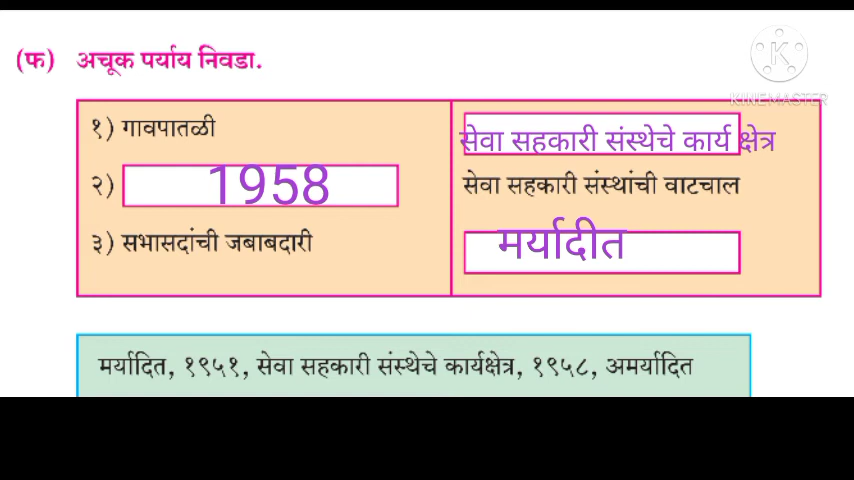 (फ) अचूक पर्याय निवडा.
K
KINEMASTER
१) गावपातळी
सेवा सहकारी संस्थेचे कार्य क्षेत्र
२) 1958
सेवा सहकारी संस्थांची वाटचाल
३) सभासदांची जबाबदारी
मर्यादीत
मर्यादित, १९५१, सेवा सहकारी संस्थेचे कार्यक्षेत्र, १९५८, अमर्यादित